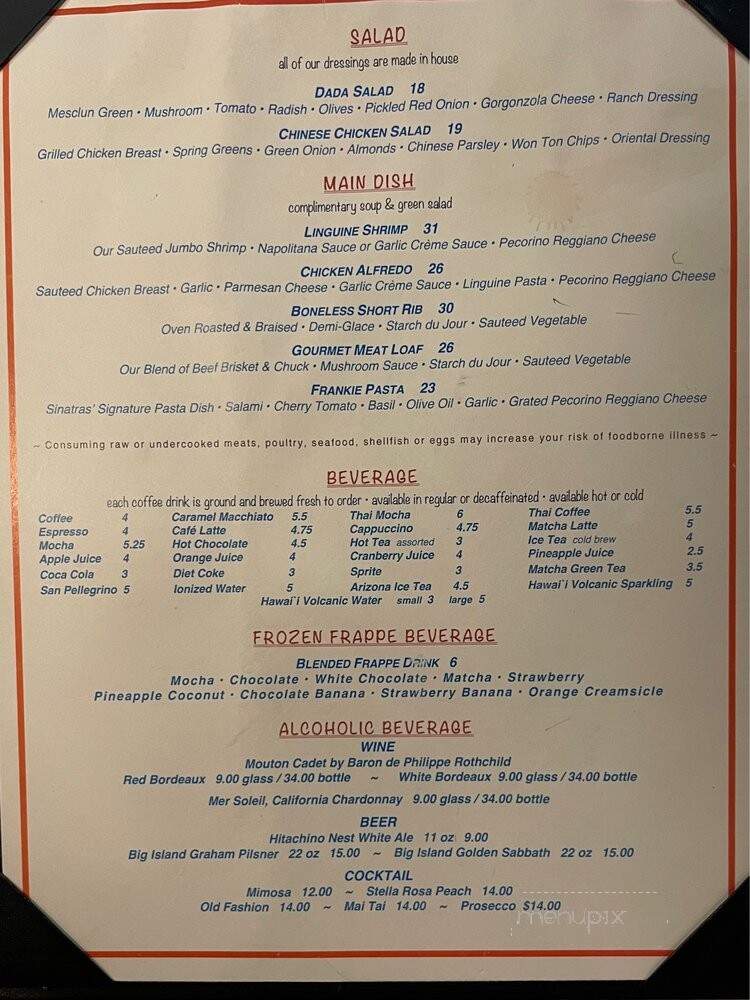 SALAD
all of our dressings are made in house
DADA SALAD 18
Mesclun Green • Mushroom • Tomato • Radish • Olives • Pickled Red Onion • Gorgonzola Cheese • Ranch Dressing
CHINESE CHICKEN SALAD 19
Grilled Chicken Breast • Spring Greens • Green Onion • Almonds • Chinese Parsley • Won Ton Chips • Oriental Dressing
MAIN DISH
complimentary soup & green salad
LINGUINE SHRIMP 31
Our Sauteed Jumbo Shrimp • Napolitana Sauce or Garlic Crème Sauce • Pecorino Reggiano Cheese
CHICKEN ALFREDO 26
Sauteed Chicken Breast • Garlic • Parmesan Cheese • Garlic Crème Sauce • Linguine Pasta • Pecorino Reggiano Cheese
BONELESS SHORT RIB 30
Oven Roasted & Braised • Demi-Glace • Starch du Jour • Sauteed Vegetable
GOURMET MEAT LOAF 26
Our Blend of Beef Brisket & Chuck • Mushroom Sauce • Starch du Jour • Sauteed Vegetable
FRANKIE PASTA 23
Sinatras' Signature Pasta Dish • Salami • Cherry Tomato • Basil • Olive Oil • Garlic • Grated Pecorino Reggiano Cheese
~ Consuming raw or undercooked meats, poultry, seafood, shellfish or eggs may increase your risk of foodborne illness ~
BEVERAGE
each coffee drink is ground and brewed fresh to order • available in regular or decaffeinated • available hot or cold
Coffee 4 Caramel Macchiato 5.5 Thai Mocha 6 Thai Coffee 5.5
Espresso 4 Café Latte 4.75 Cappuccino 4.75 Matcha Latte 5
Mocha 5.25 Hot Chocolate 4.5 Hot Tea assorted 3 Ice Tea cold brew 4
Apple Juice 4 Orange Juice 4 Cranberry Juice 4 Pineapple Juice 2.5
Coca Cola 3 Diet Coke 3 Sprite 3 Matcha Green Tea 3.5
San Pellegrino 5 Ionized Water 5 Arizona Ice Tea 4.5 Hawai`i Volcanic Sparkling 5
Hawai`i Volcanic Water small 3 large 5
FROZEN FRAPPE BEVERAGE
BLENDED FRAPPE DRINK 6
Mocha • Chocolate • White Chocolate • Matcha • Strawberry
Pineapple Coconut • Chocolate Banana • Strawberry Banana • Orange Creamsicle
ALCOHOLIC BEVERAGE
WINE
Mouton Cadet by Baron de Philippe Rothchild
Red Bordeaux 9.00 glass / 34.00 bottle ~ White Bordeaux 9.00 glass / 34.00 bottle
Mer Soleil, California Chardonnay 9.00 glass / 34.00 bottle
BEER
Hitachino Nest White Ale 11 oz 9.00
Big Island Graham Pilsner 22 oz 15.00 ~ Big Island Golden Sabbath 22 oz 15.00
COCKTAIL
Mimosa 12.00 ~ Stella Rosa Peach 14.00
Old Fashion 14.00 ~ Mai Tai 14.00 ~ Prosecco $14.00
menupix